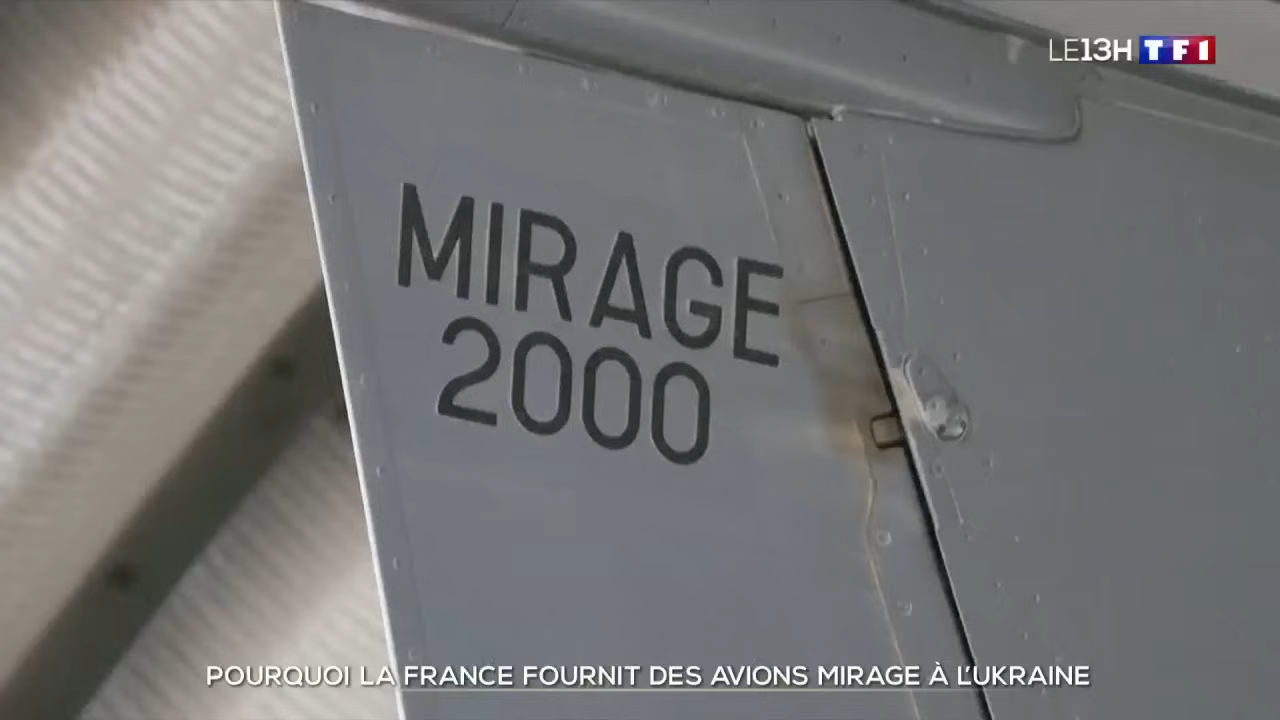 LE13H TF1
MIRAGE
2000
POURQUOI LA FRANCE FOURNIT DES AVIONS MIRAGE À L'UKRAINE